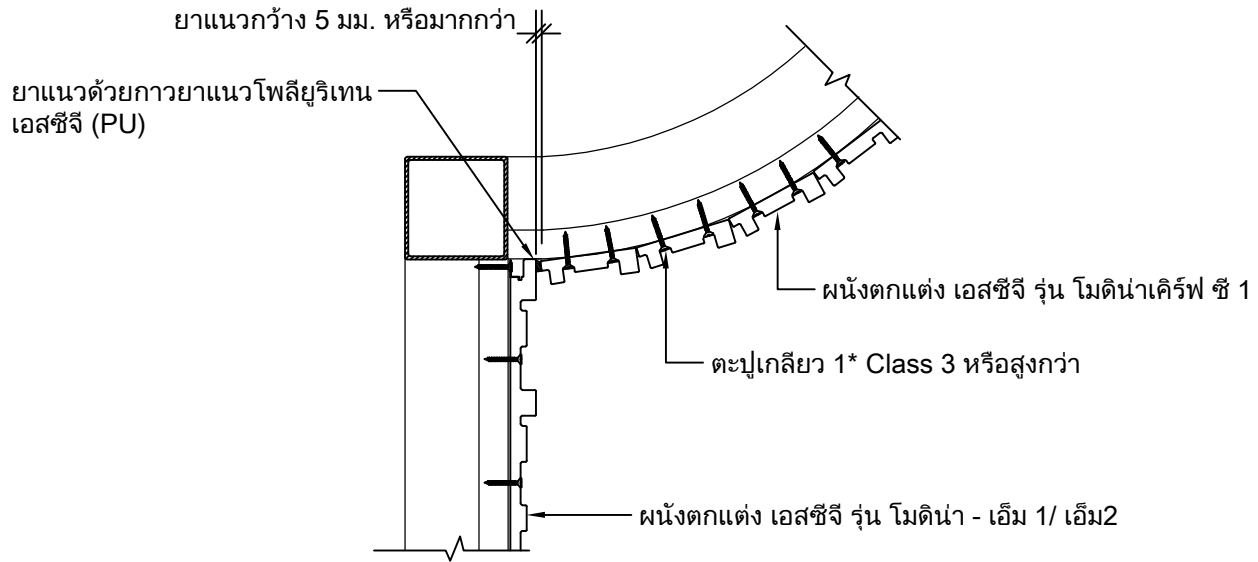 ยาแนวกว้าง 5 มม. หรือมากกว่า
ยาแนวด้วยกาวยาแนวโพลียูริเทน
เอสซีจี (PU)
ผนังตกแต่ง เอสซีจี รุ่น โมดิน่าเคิร์ฟ ซี 1
ตะปูเกลียว 1* Class 3 หรือสูงกว่า
ผนังตกแต่ง เอสซีจี รุ่น โมดิน่า - เอ็ม 1/ เอ็ม2